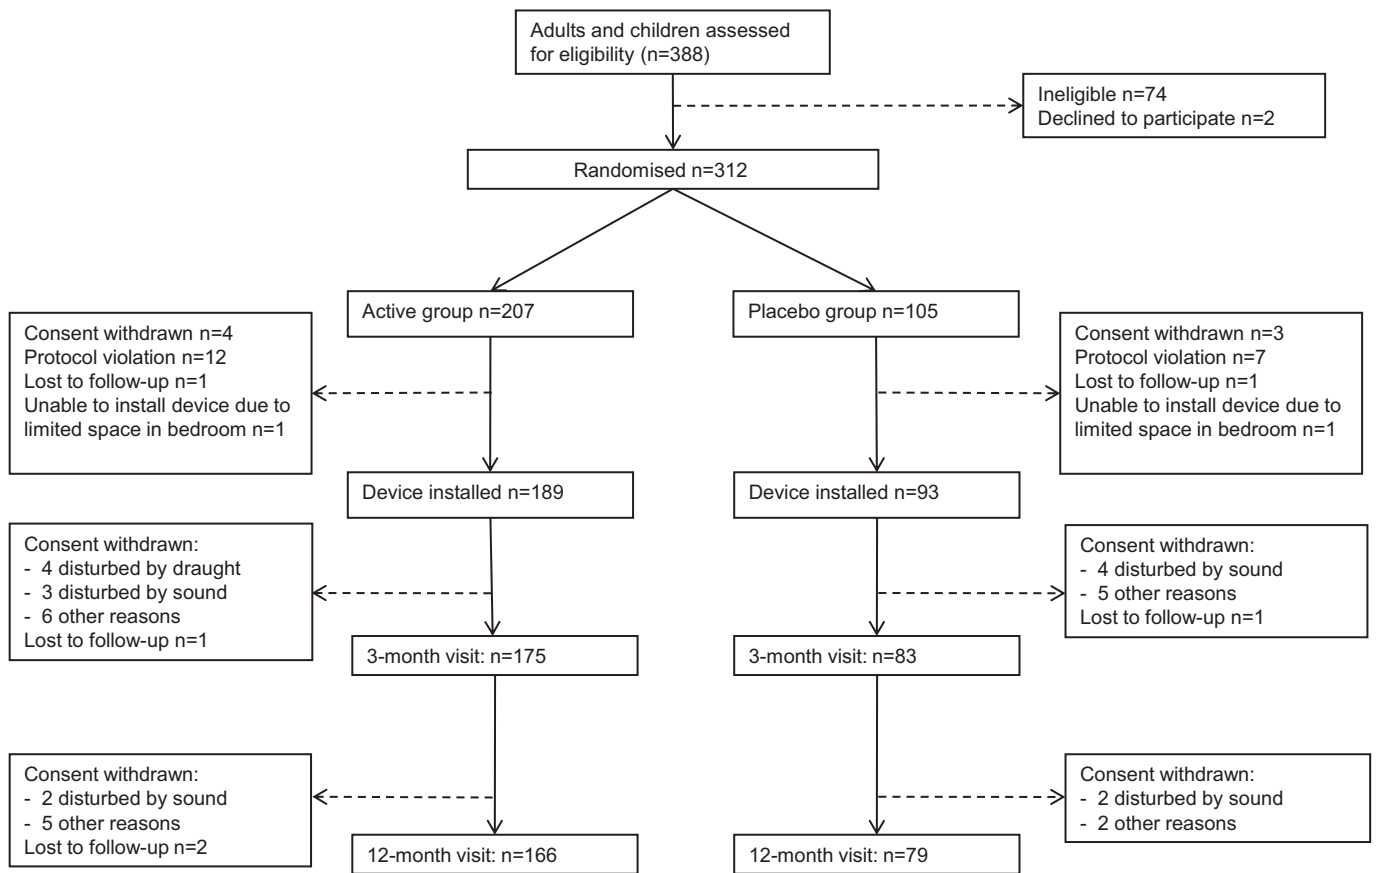 Adults and children assessed
for eligibility (n=388)
Ineligible n=74
Declined to participate n=2
Randomised n=312
Active group n=207
Placebo group n=105
Consent withdrawn n=4
Protocol violation n=12
Lost to follow-up n=1
Unable to install device due to
limited space in bedroom n=1
Consent withdrawn n=3
Protocol violation n=7
Lost to follow-up n=1
Unable to install device due to
limited space in bedroom n=1
Device installed n=189
Device installed n=93
Consent withdrawn:
- 4 disturbed by draught
- 3 disturbed by sound
- 6 other reasons
Lost to follow-up n=1
Consent withdrawn:
- 4 disturbed by sound
- 5 other reasons
Lost to follow-up n=1
3-month visit: n=175
3-month visit: n=83
Consent withdrawn:
- 2 disturbed by sound
- 5 other reasons
Lost to follow-up n=2
Consent withdrawn:
- 2 disturbed by sound
- 2 other reasons
12-month visit: n=166
12-month visit: n=79